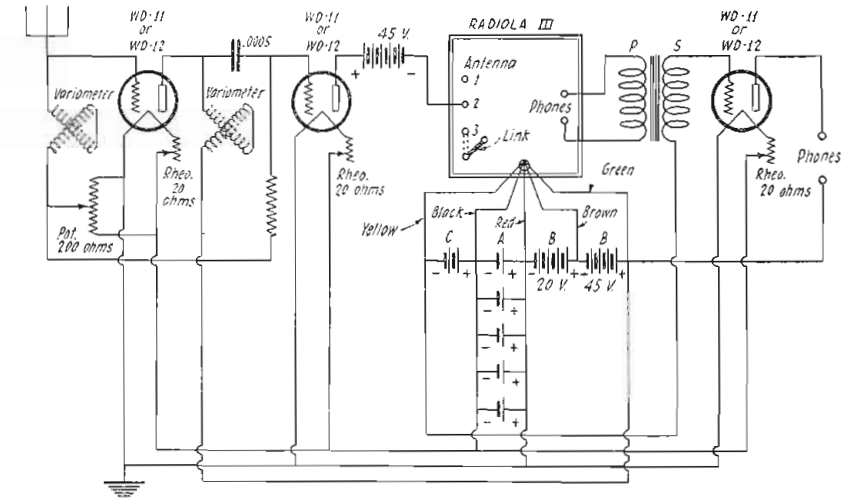 WD-11
or
WD-12
.0005
WD-11
or
WD-12
45 V.
+ -
RADIOLA III
Antenna
1
2
3
Link
Phones
P S
WD-11
or
WD-12
Variometer
Variometer
Rheo.
20
ohms
Rheo.
20 ohms
Rheo.
20 ohms
Phones
Pot.
200 ohms
Green
Yellow
Black
Red
Brown
C A B B
- + - + - + - +
20 V. 45 V.
- +
- +
- +
- +